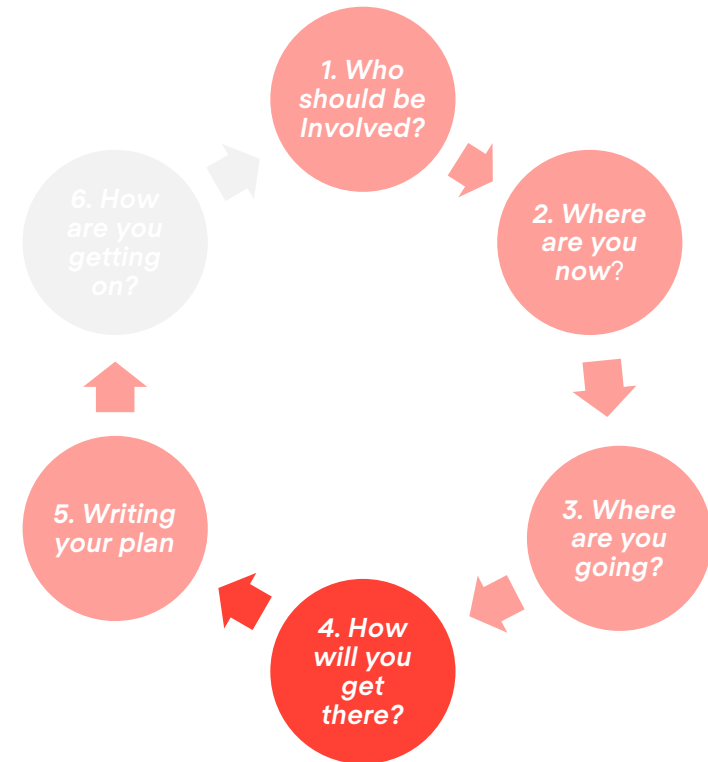 1. Who
should be
Involved?
2. Where
are you
now?
3. Where
are you
going?
4. How
will you
get
there?
5. Writing
your plan
6. How
are you
getting
on?